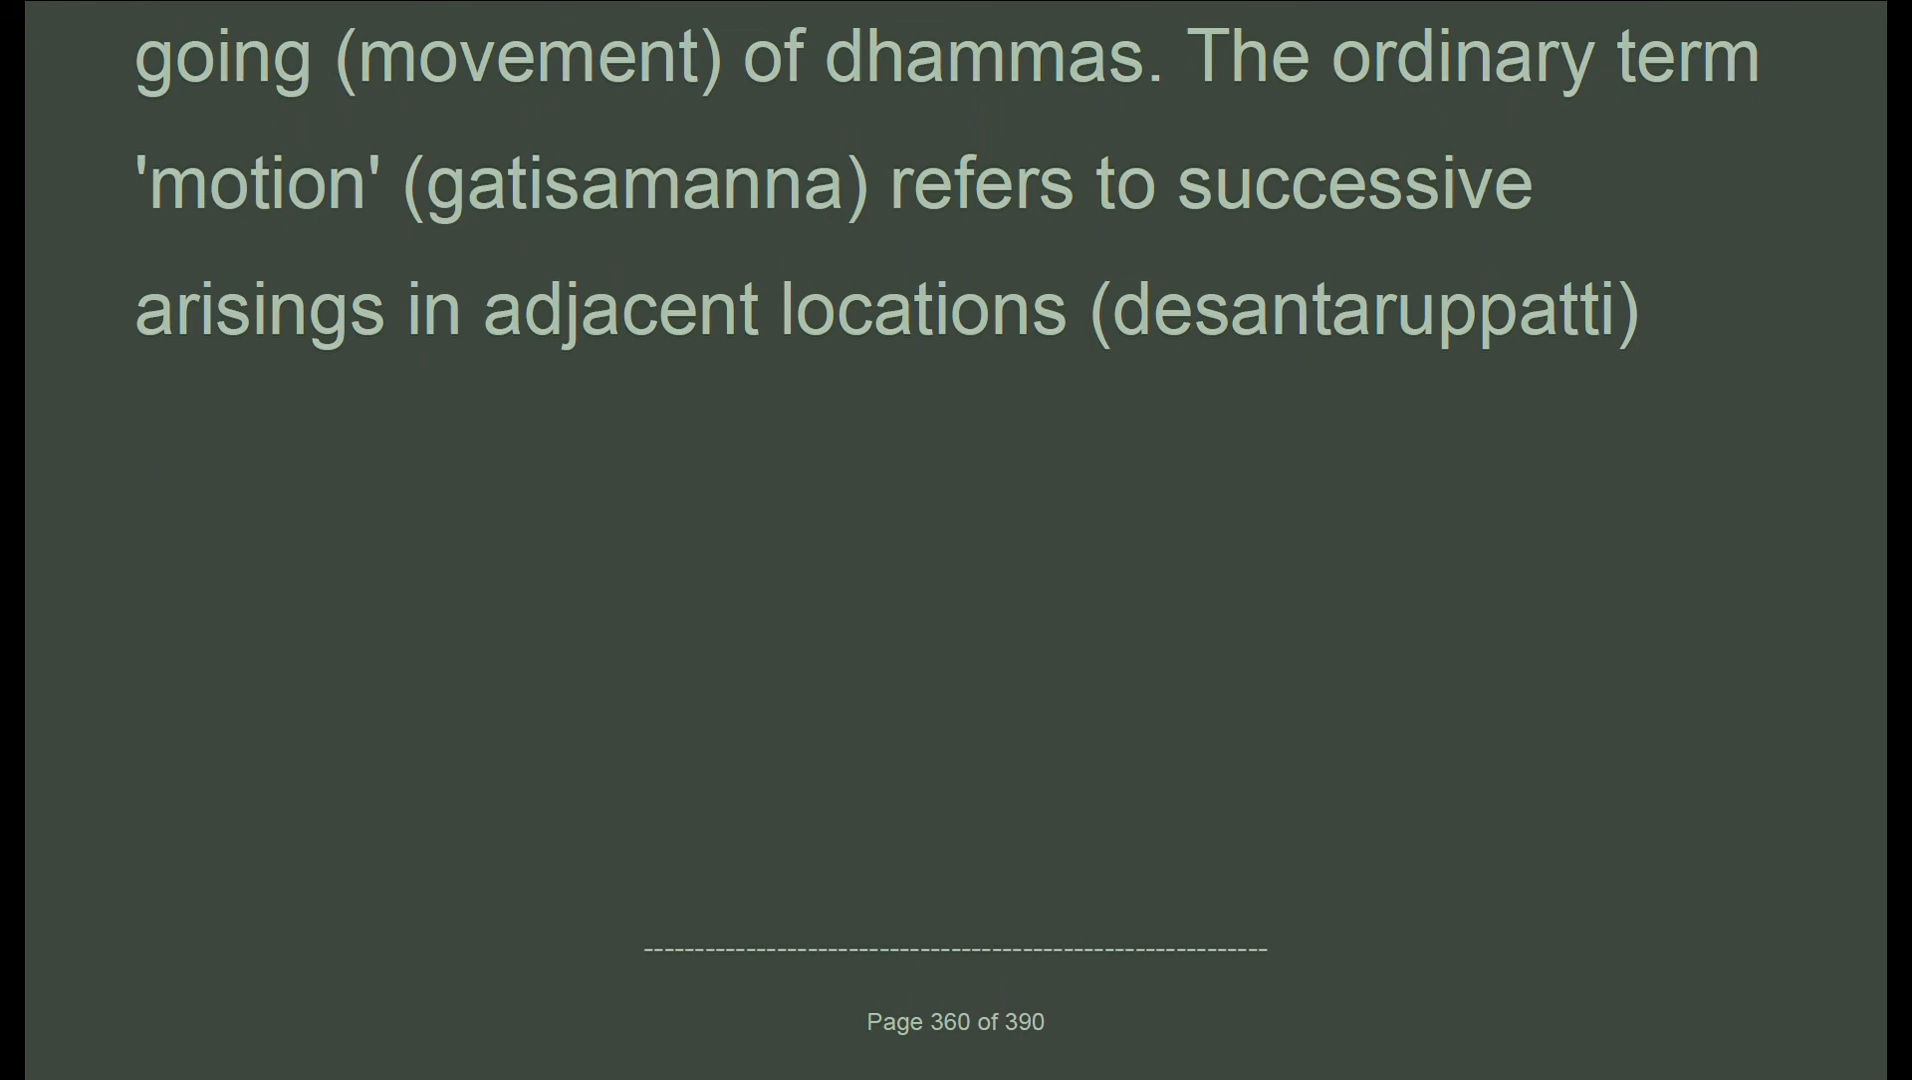 going (movement) of dhammas. The ordinary term
'motion' (gatisamanna) refers to successive
arisings in adjacent locations (desantaruppatti)
--------------------------------------------------------------
Page 360 of 390